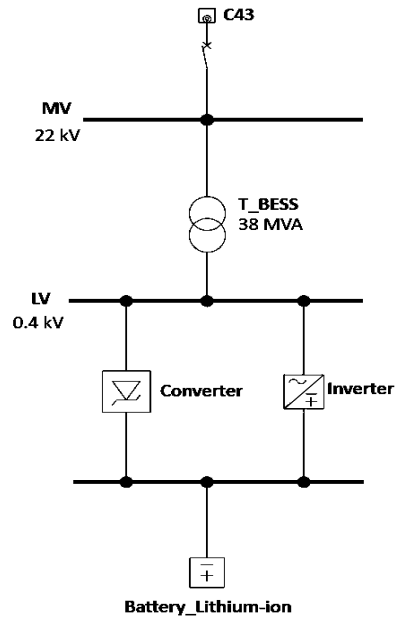 C43
MV
22 kV
T_BESS
38 MVA
LV
0.4 kV
Converter
Inverter
Battery_Lithium-ion